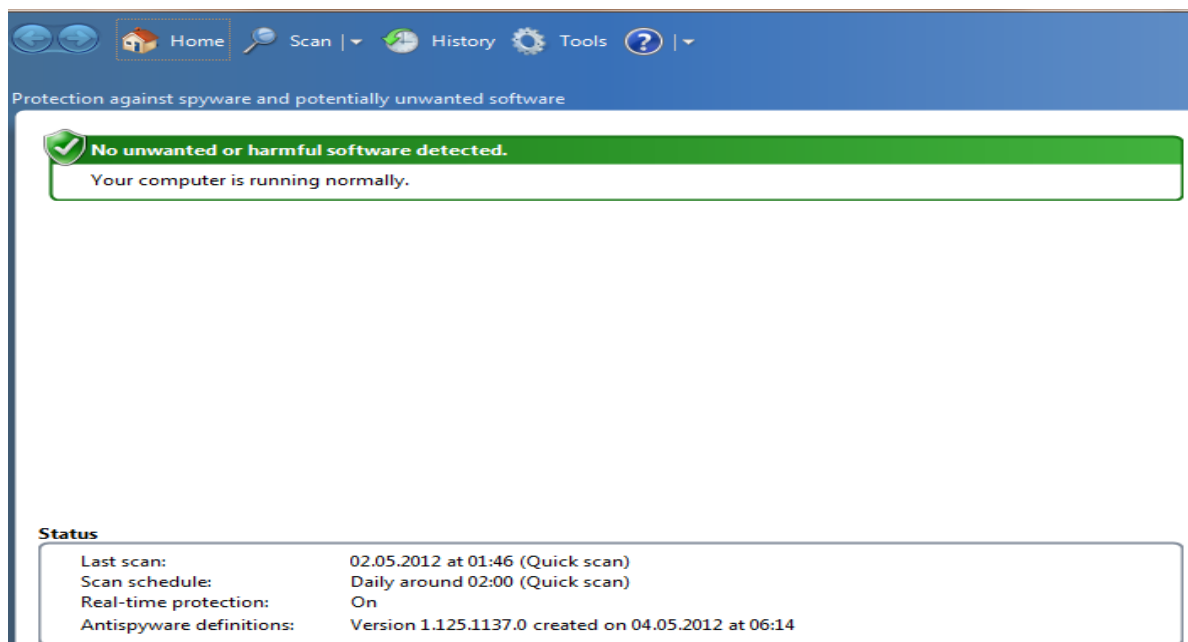 Home Scan History Tools ?
Protection against spyware and potentially unwanted software
No unwanted or harmful software detected.
Your computer is running normally.
Status
Last scan: 02.05.2012 at 01:46 (Quick scan)
Scan schedule: Daily around 02:00 (Quick scan)
Real-time protection: On
Antispyware definitions: Version 1.125.1137.0 created on 04.05.2012 at 06:14